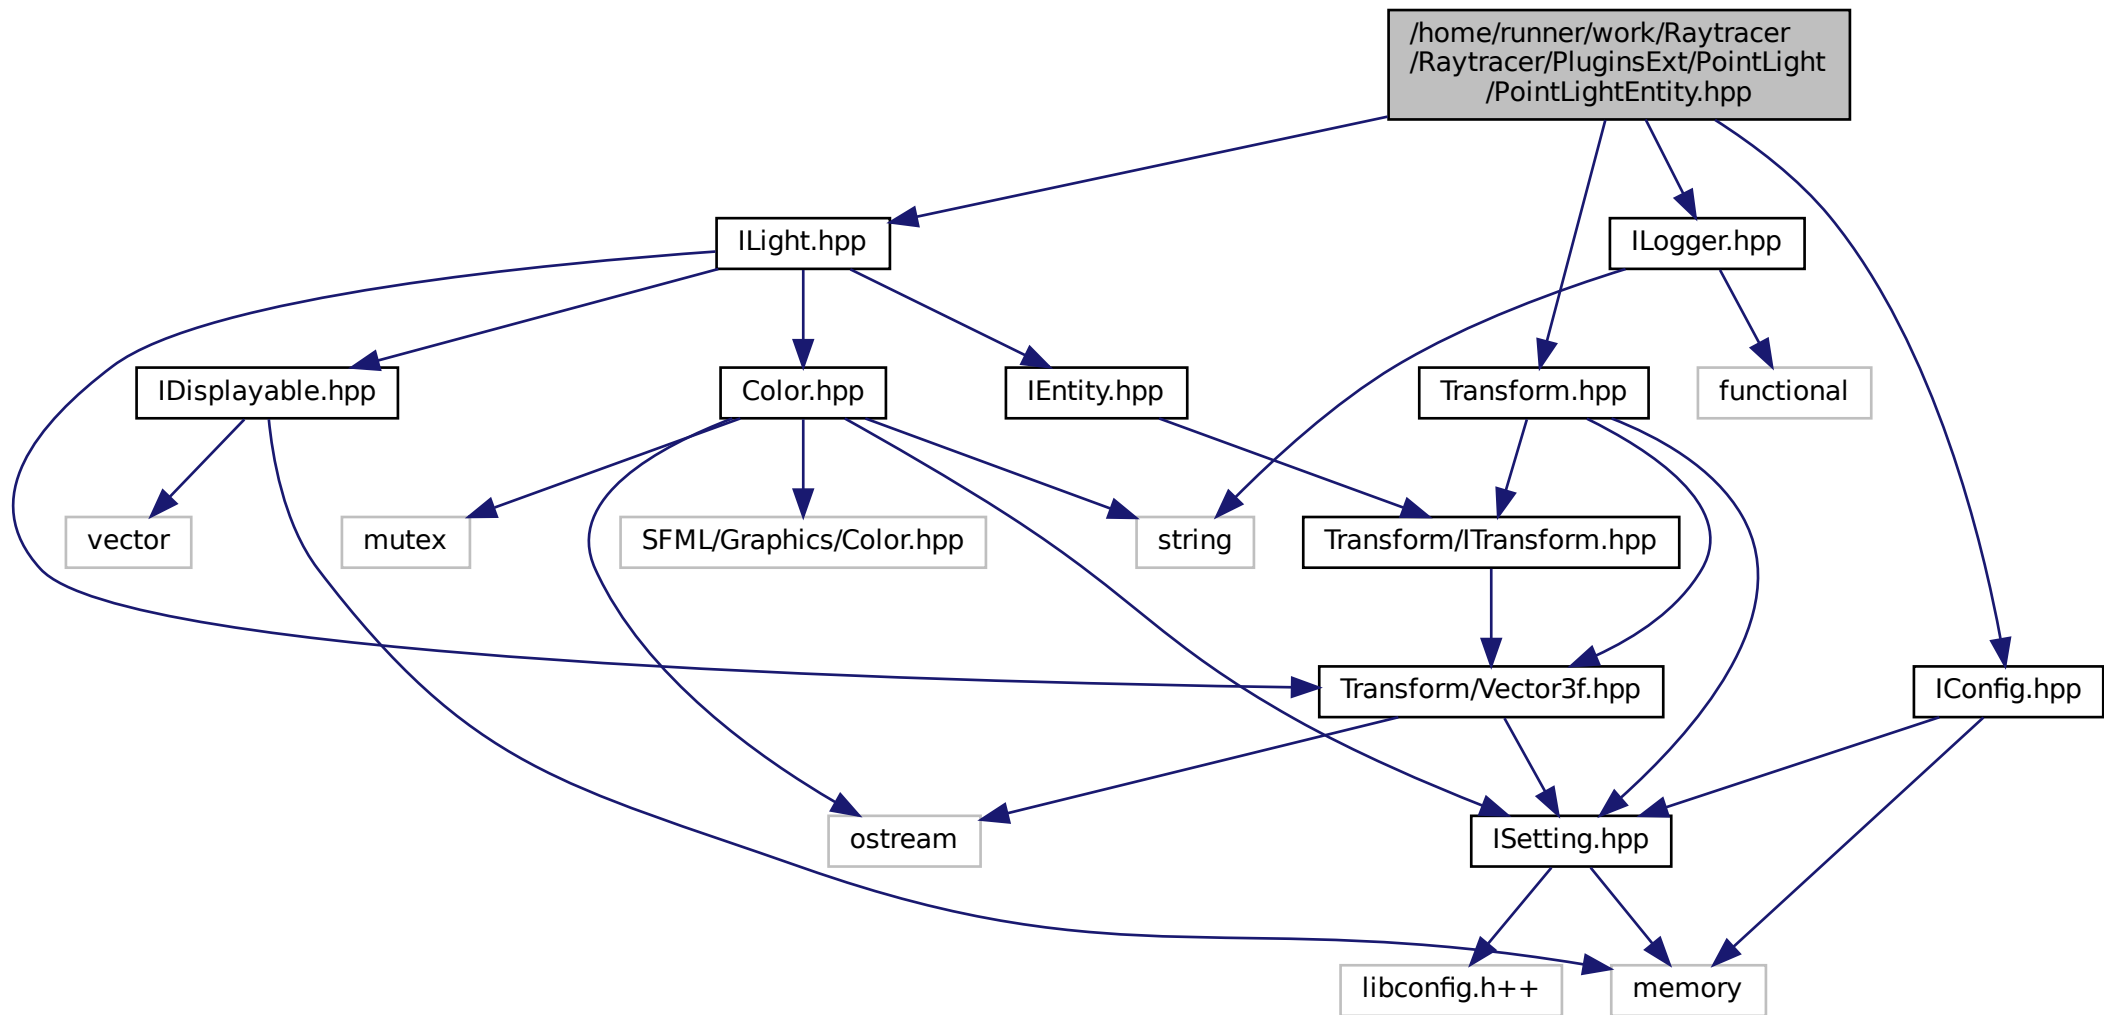 /home/runner/work/Raytracer
/Raytracer/PluginsExt/PointLight
/PointLightEntity.hpp
ILight.hpp
ILogger.hpp
IDisplayable.hpp
Color.hpp
IEntity.hpp
Transform.hpp
functional
vector
mutex
SFML/Graphics/Color.hpp
string
Transform/ITransform.hpp
Transform/Vector3f.hpp
IConfig.hpp
ostream
ISetting.hpp
libconfig.h++
memory